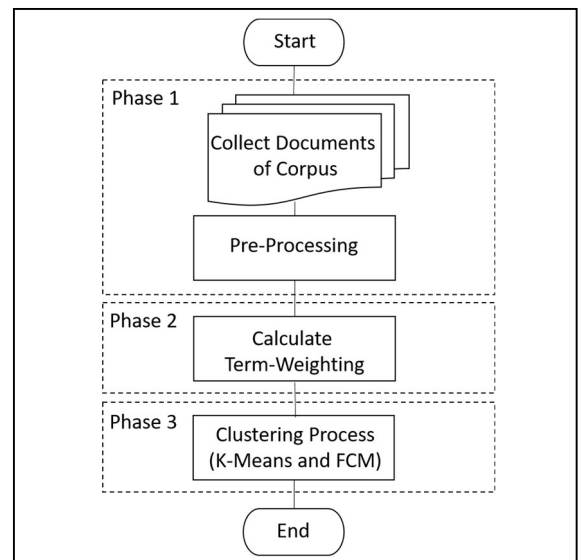 Start
Phase 1
Collect Documents
of Corpus
Pre-Processing
Phase 2
Calculate
Term-Weighting
Phase 3
Clustering Process
(K-Means and FCM)
End